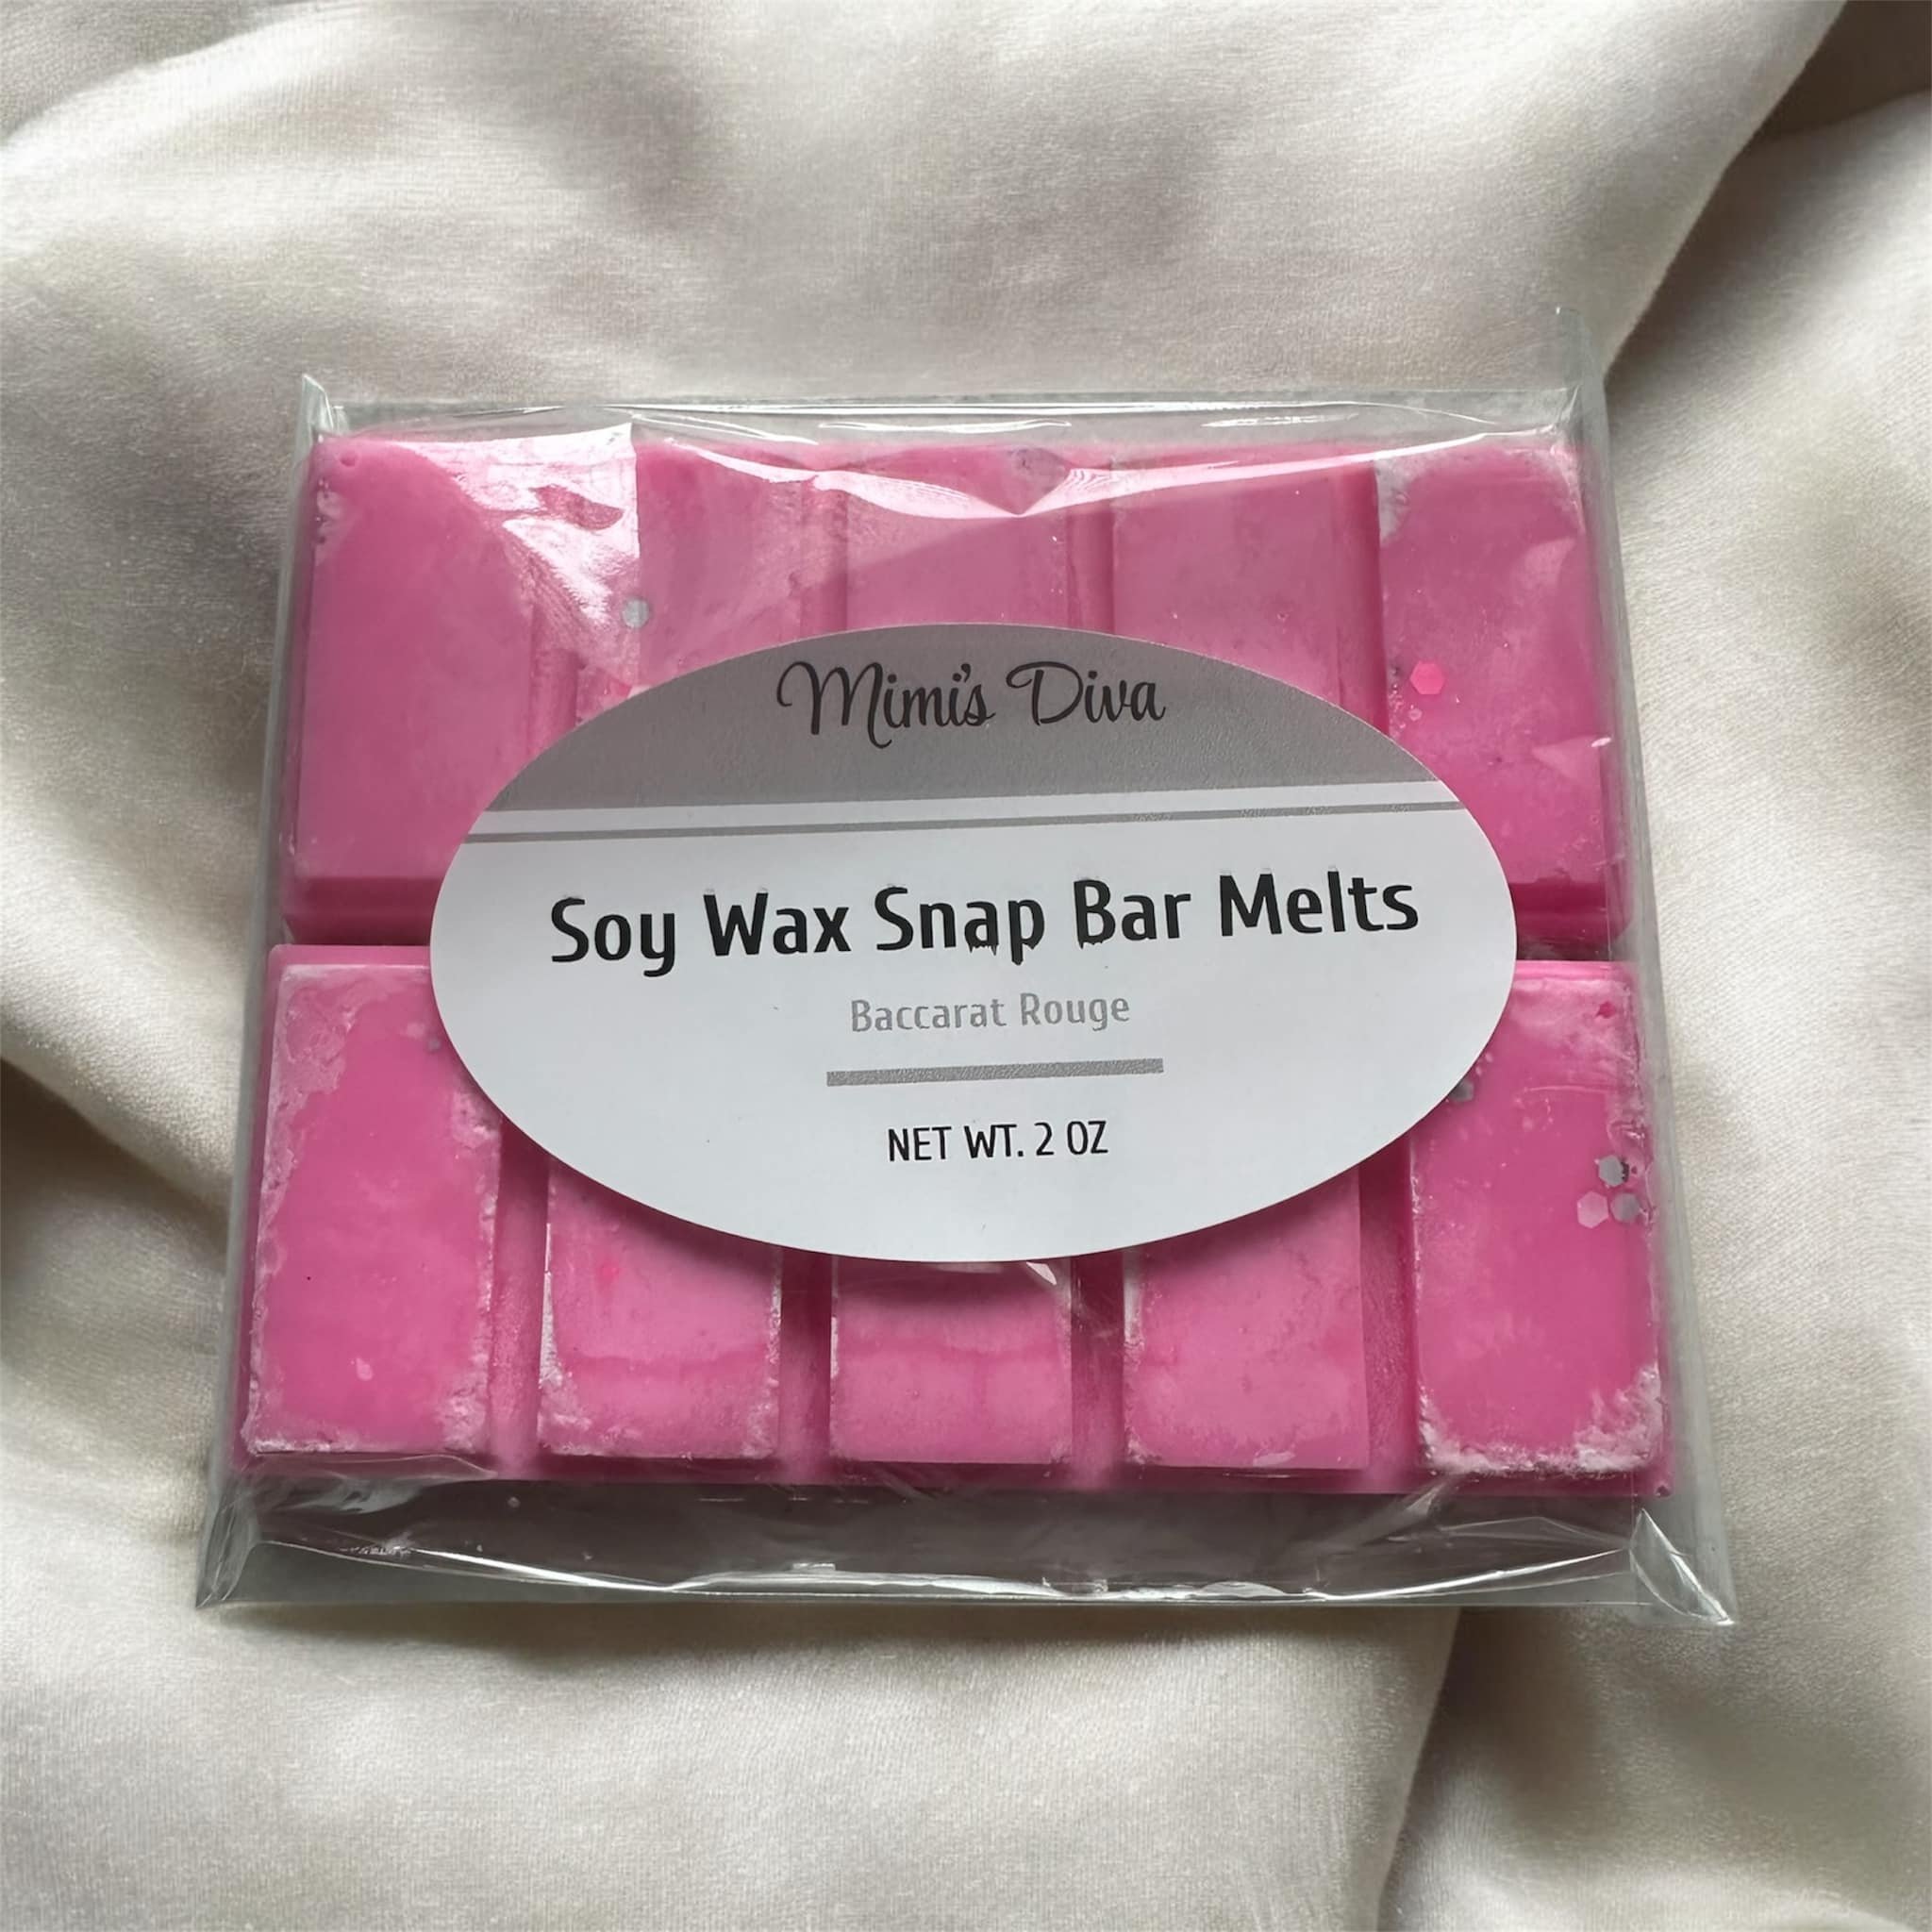 Mimi's Diva
Soy Wax Snap Bar Melts
Baccarat Rouge
NET WT. 2 OZ